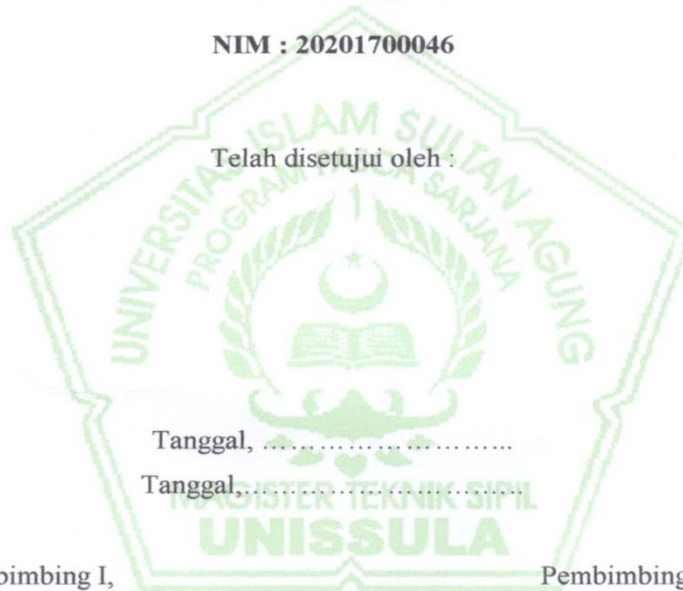 NIM : 20201700046
Telah disetujui oleh :
UNIVERSITAS ISLAM SULTAN AGUNG
PROGRAM PASCA SARJANA
Tanggal, ...........................
Tanggal,..............................
MAGISTER TEKNIK SIPIL
UNISSULA
bimbing I, Pembimbing